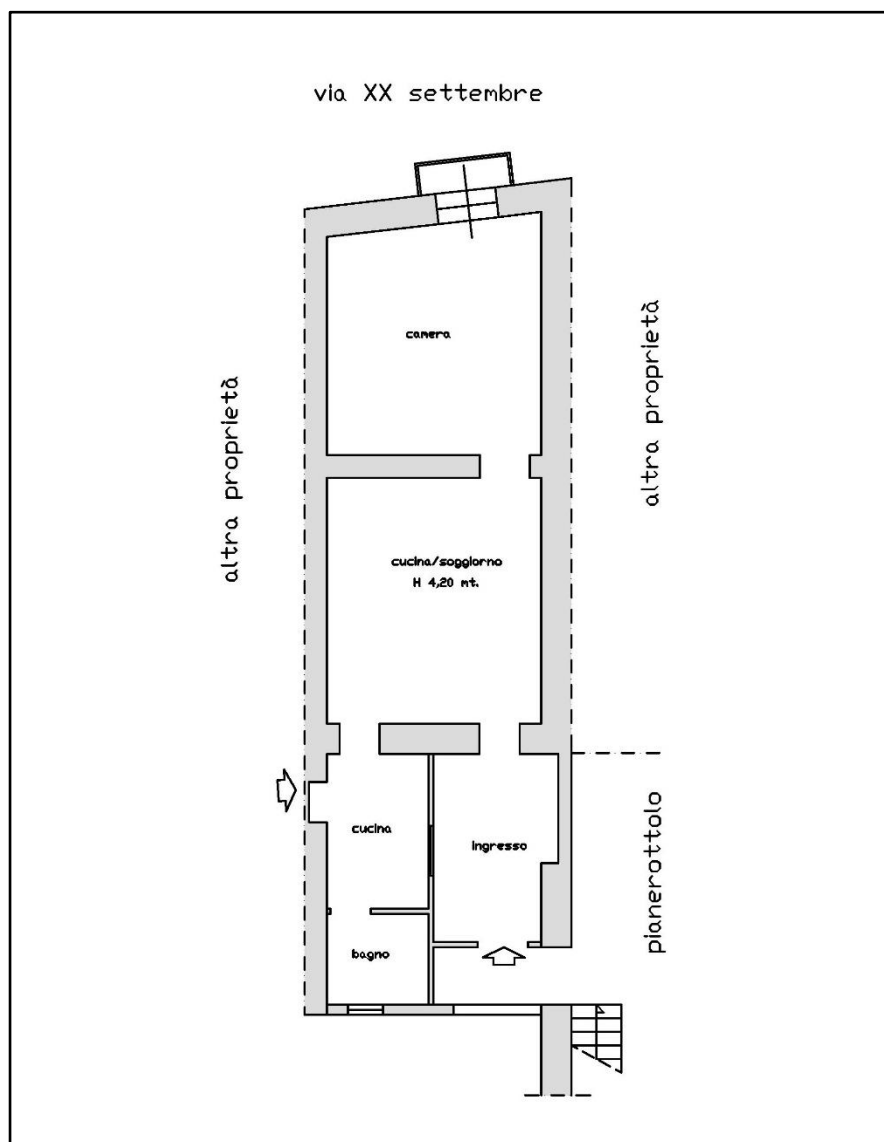 via XX settembre
camera
altra proprietà
altra proprietà
cucina/soggiorno
H 4,20 mt.
cucina
ingresso
pianerottolo
bagno